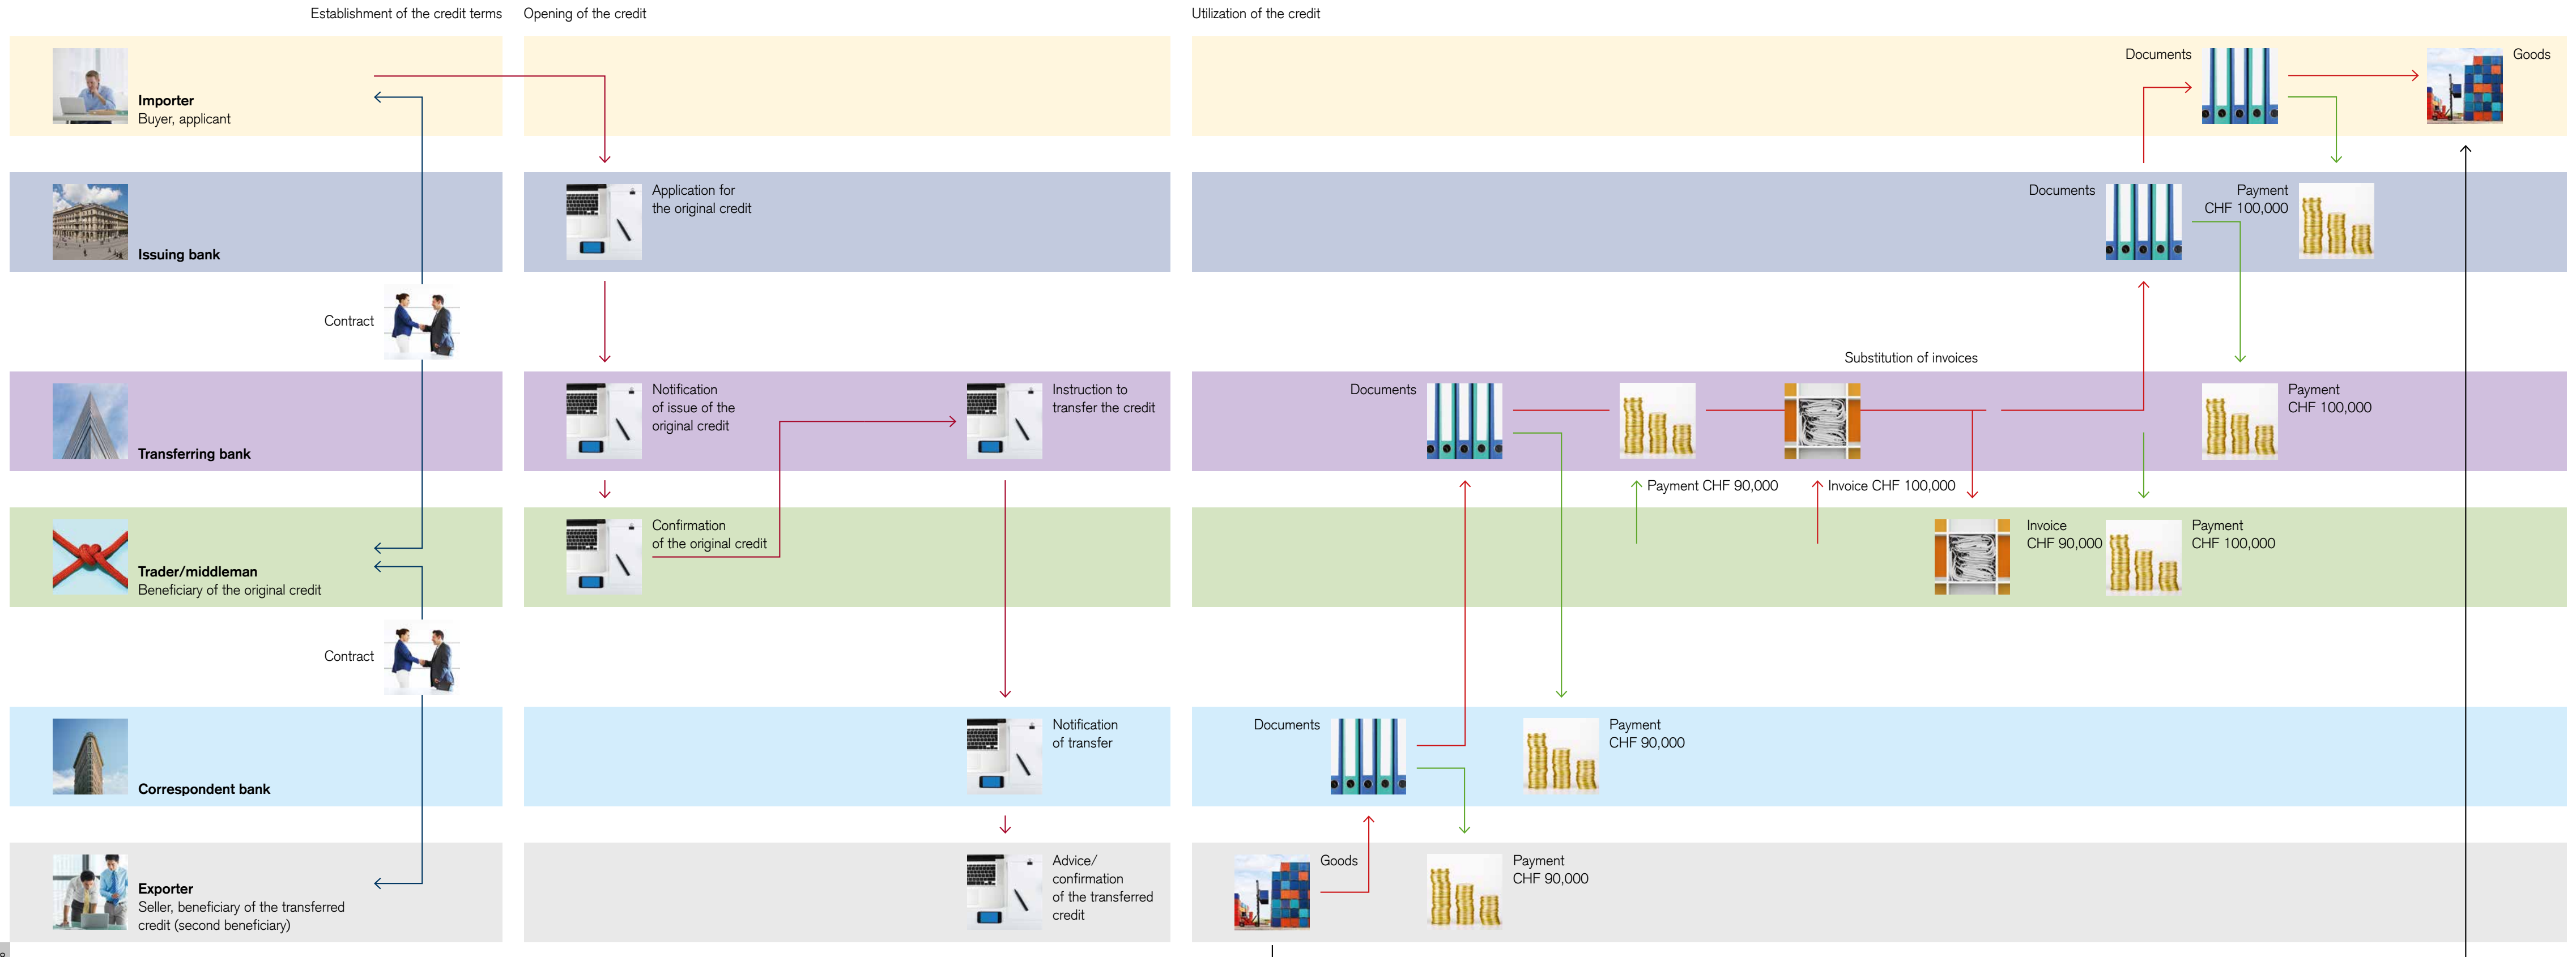 Establishment of the credit terms
Opening of the credit
Utilization of the credit
Importer
Buyer, applicant
Documents
Goods
Issuing bank
Application for
the original credit
Documents
Payment
CHF 100,000
Contract
Substitution of invoices
Transferring bank
Notification
of issue of the
original credit
Instruction to
transfer the credit
Documents
Payment
CHF 100,000
Payment CHF 90,000
Invoice CHF 100,000
Trader/middleman
Beneficiary of the original credit
Confirmation
of the original credit
Invoice
CHF 90,000
Payment
CHF 100,000
Contract
Correspondent bank
Notification
of transfer
Documents
Payment
CHF 90,000
Exporter
Seller, beneficiary of the transferred
credit (second beneficiary)
Advice/
confirmation
of the transferred
credit
Goods
Payment
CHF 90,000